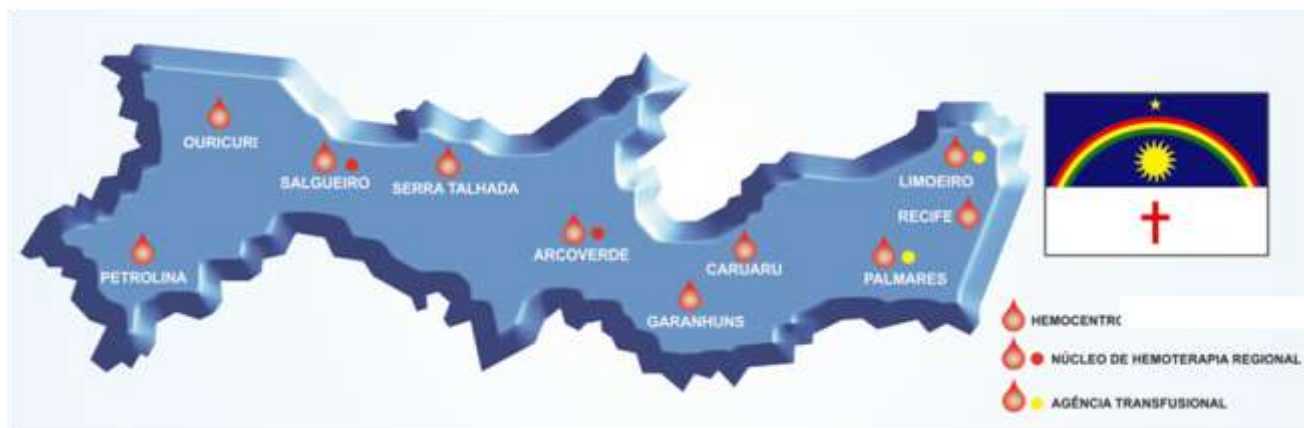 OURICURI
SALGUEIRO
SERRA TALHADA
LIMOEIRO
RECIFE
ARCOVERDE
CARUARU
PALMARES
PETROLINA
GARANHUNS
HEMOCENTRO
NÚCLEO DE HEMOTERAPIA REGIONAL
AGÊNCIA TRANSFUSIONAL